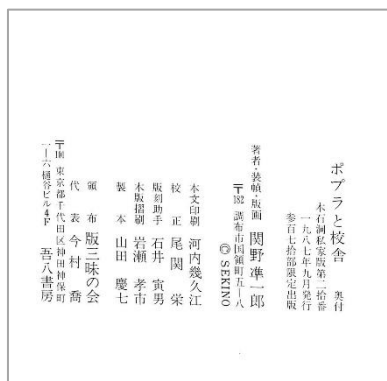 ポプラと校舎　奥付
木石洞私家版第二拾番
一九八七年九月発行
参百七拾部限定出版
著者・装幀・版画　関野凖一郎
〒182　調布市国領町五ー八
© SEKINO
本文印刷　河内幾久江
校正　尾関　栄
版刻助手　石井　寅男
木版摺刷　岩瀬　孝市
製本　山田　慶七
頒布　版三昧の会
代表　今村　喬
〒101　東京都千代田区神田神保町
一ー六樋谷ビル4F　吾八書房